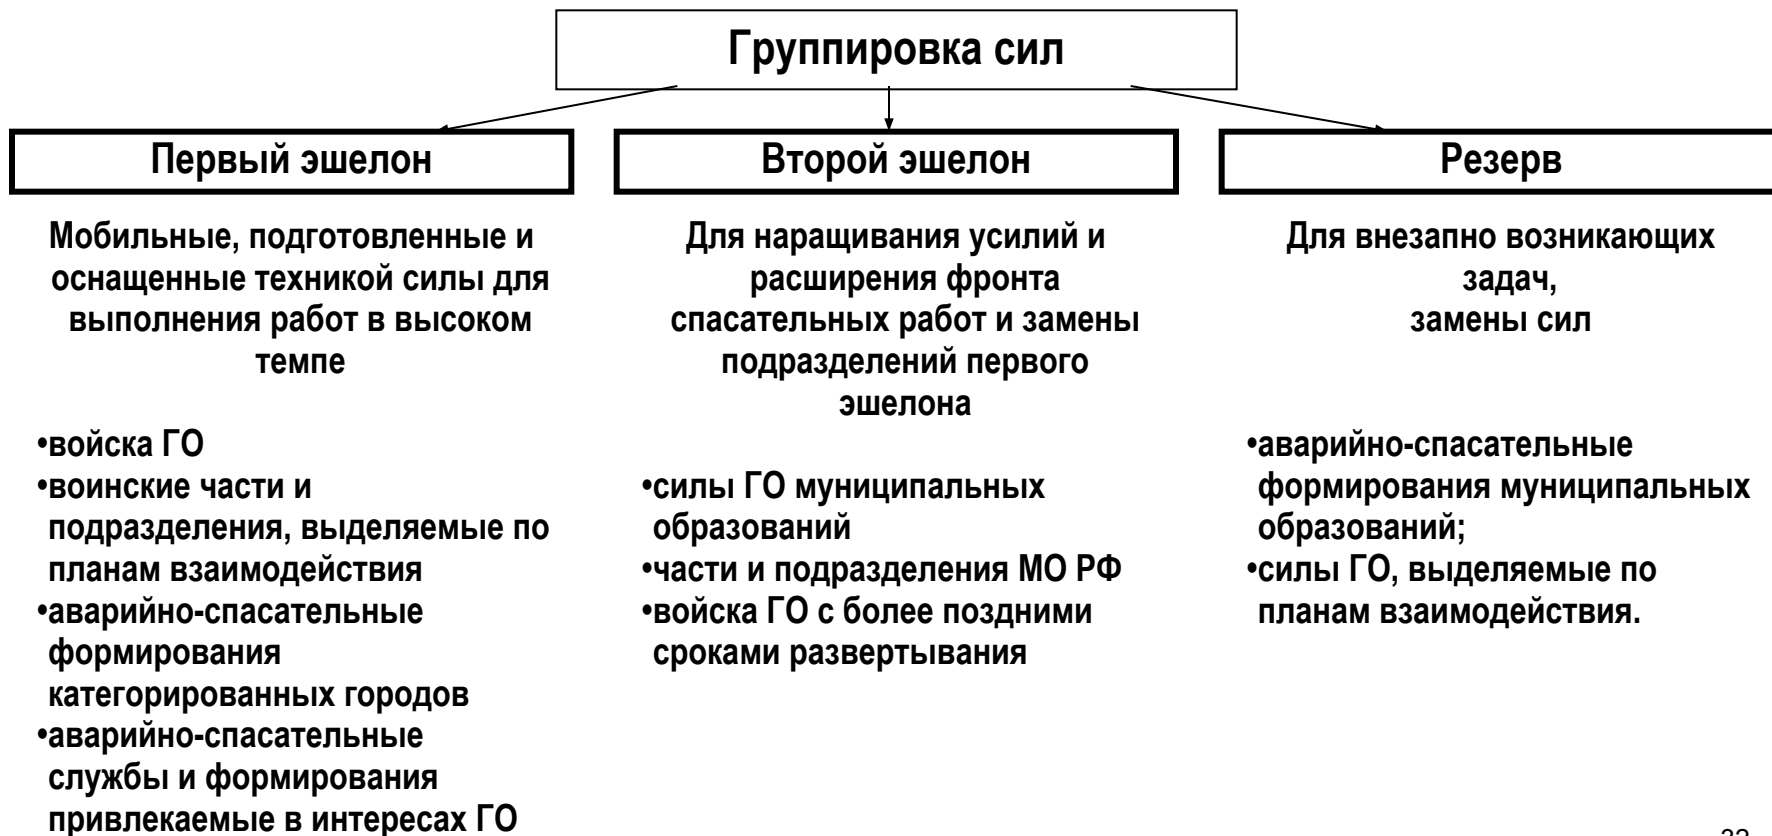 Группировка сил
Первый эшелон
Мобильные, подготовленные и
оснащенные техникой силы для
выполнения работ в высоком
темпе
•войска ГО
•воинские части и
подразделения, выделяемые по
планам взаимодействия
•аварийно-спасательные
формирования
категорированных городов
•аварийно-спасательные
службы и формирования
привлекаемые в интересах ГО
Второй эшелон
Для наращивания усилий и
расширения фронта
спасательных работ и замены
подразделений первого
эшелона
•силы ГО муниципальных
образований
•части и подразделения МО РФ
•войска ГО с более поздними
сроками развертывания
Резерв
Для внезапно возникающих
задач,
замены сил
•аварийно-спасательные
формирования муниципальных
образований;
•силы ГО, выделяемые по
планам взаимодействия.